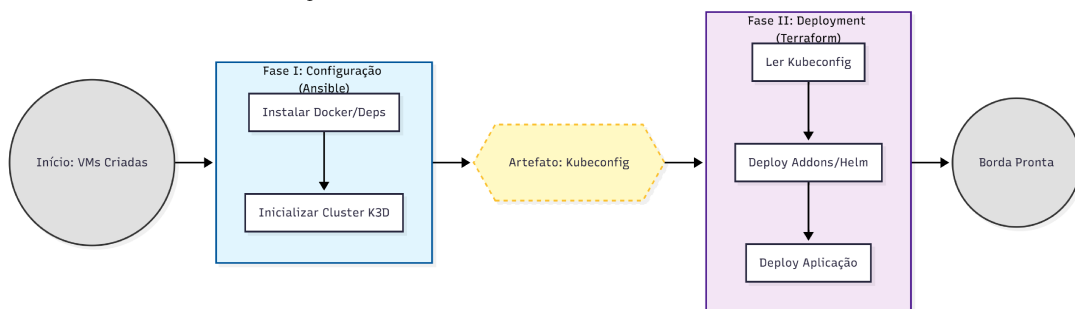 Início: VMs Criadas
Fase I: Configuração
(Ansible)
Instalar Docker/Deps
Inicializar Cluster K3D
Artefato: Kubeconfig
Fase II: Deployment
(Terraform)
Ler Kubeconfig
Deploy Addons/Helm
Deploy Aplicação
Borda Pronta